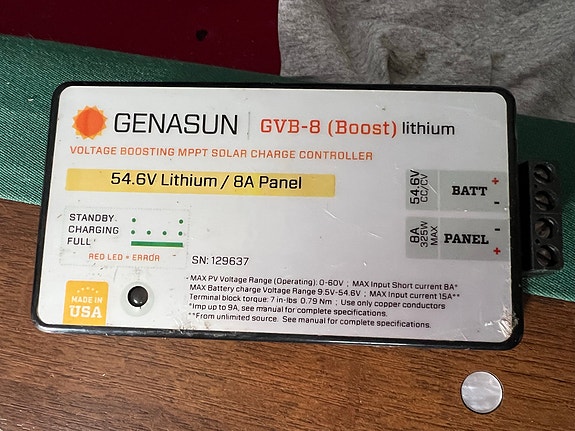 GENASUN | GVB-8 (Boost) lithium
VOLTAGE BOOSTING MPPT SOLAR CHARGE CONTROLLER
54.6V Lithium / 8A Panel
54.6V
CC/CV
BATT
+
-
STANDBY
CHARGING
FULL
RED LED = ERROR
8A
325W
MAX
PANEL
-
+
SN: 129637
MADE IN
USA
MAX PV Voltage Range (Operating): 0-60V ; MAX Input Short current 8A*
MAX Battery charge Voltage Range 9.5V-54.6V ; MAX Input current 15A**
Terminal block torque: 7 in-lbs 0.79 Nm ; Use only copper conductors
*Imp up to 9A, see manual for complete specifications.
**From unlimited source. See manual for complete specifications.